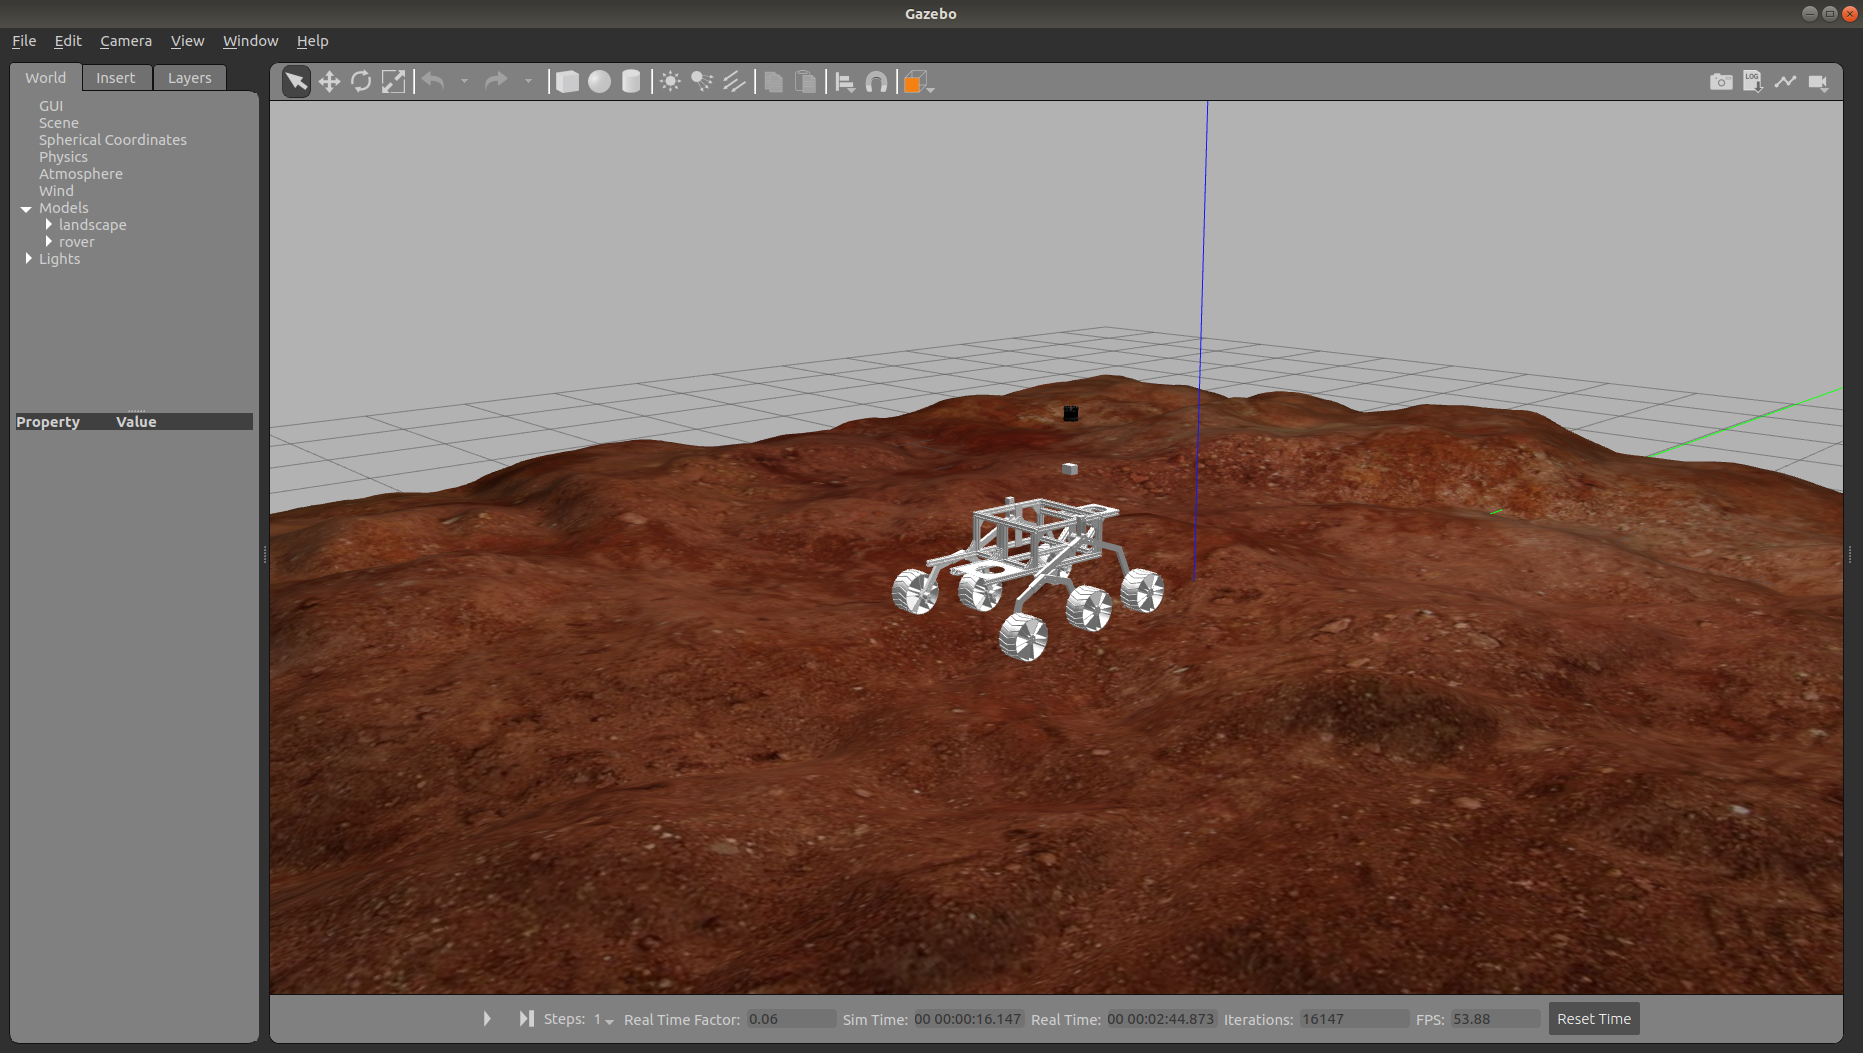 Gazebo
File Edit Camera View Window Help
World Insert Layers
LOG
GUI
Scene
Spherical Coordinates
Physics
Atmosphere
Wind
Models
landscape
rover
Lights
Property Value
Steps: 1 Real Time Factor: 0.06 Sim Time: 00 00:00:16.147 Real Time: 00 00:02:44.873 Iterations: 16147 FPS: 53.88 Reset Time